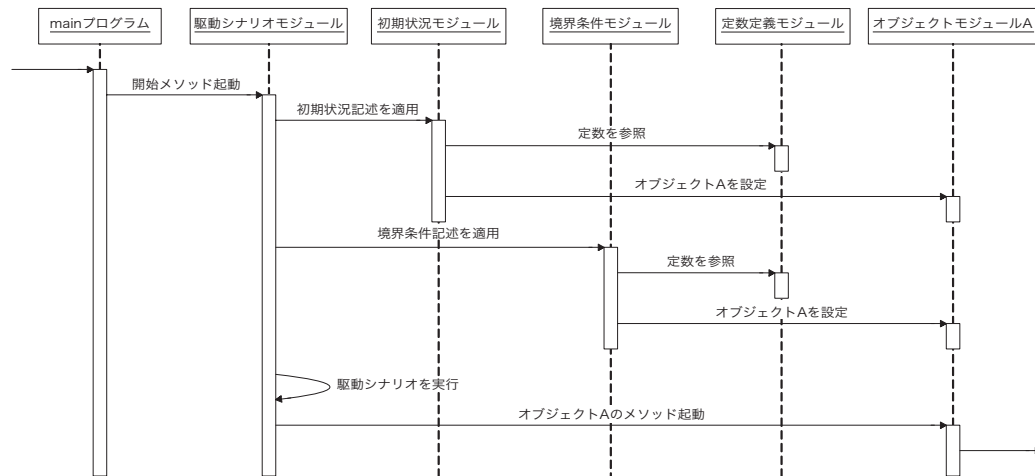 mainプログラム
駆動シナリオモジュール
初期状況モジュール
境界条件モジュール
定数定義モジュール
オブジェクトモジュールA
開始メソッド起動
初期状況記述を適用
定数を参照
オブジェクトAを設定
境界条件記述を適用
定数を参照
オブジェクトAを設定
駆動シナリオを実行
オブジェクトAのメソッド起動